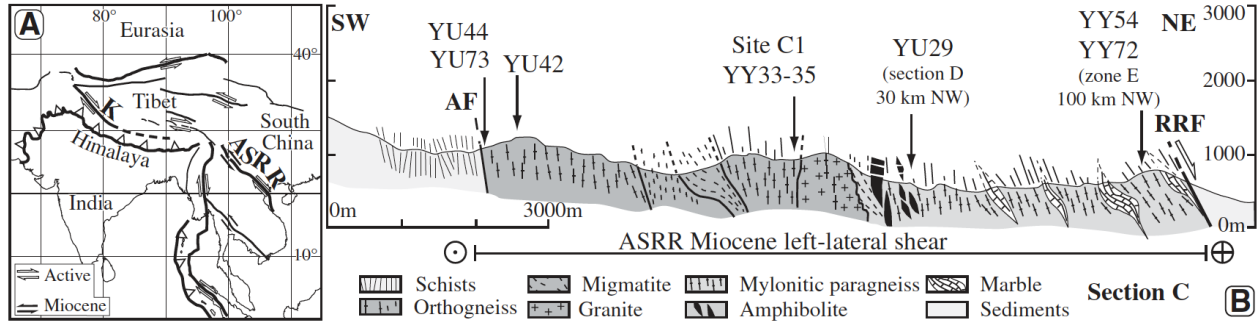 A
80°
100°
Eurasia
40°
K
Tibet
South
China
Himalaya
ASRR
India
10°
Active
Miocene
SW
YU44
YU73
YU42
AF
Site C1
YY33-35
YU29
(section D
30 km NW)
YY54
YY72
(zone E
100 km NW)
NE
RRF
3000
2000
1000
0m
0m
3000m
ASRR Miocene left-lateral shear
Schists
Migmatite
Mylonitic paragneiss
Marble
Orthogneiss
Granite
Amphibolite
Sediments
Section C
B